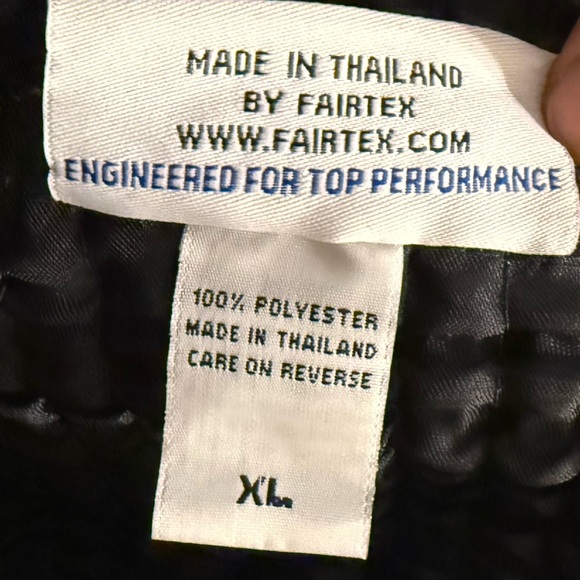 MADE IN THAILAND
BY FAIRTEX
WWW.FAIRTEX.COM
ENGINEERED FOR TOP PERFORMANCE
100% POLYESTER
MADE IN THAILAND
CARE ON REVERSE
XL